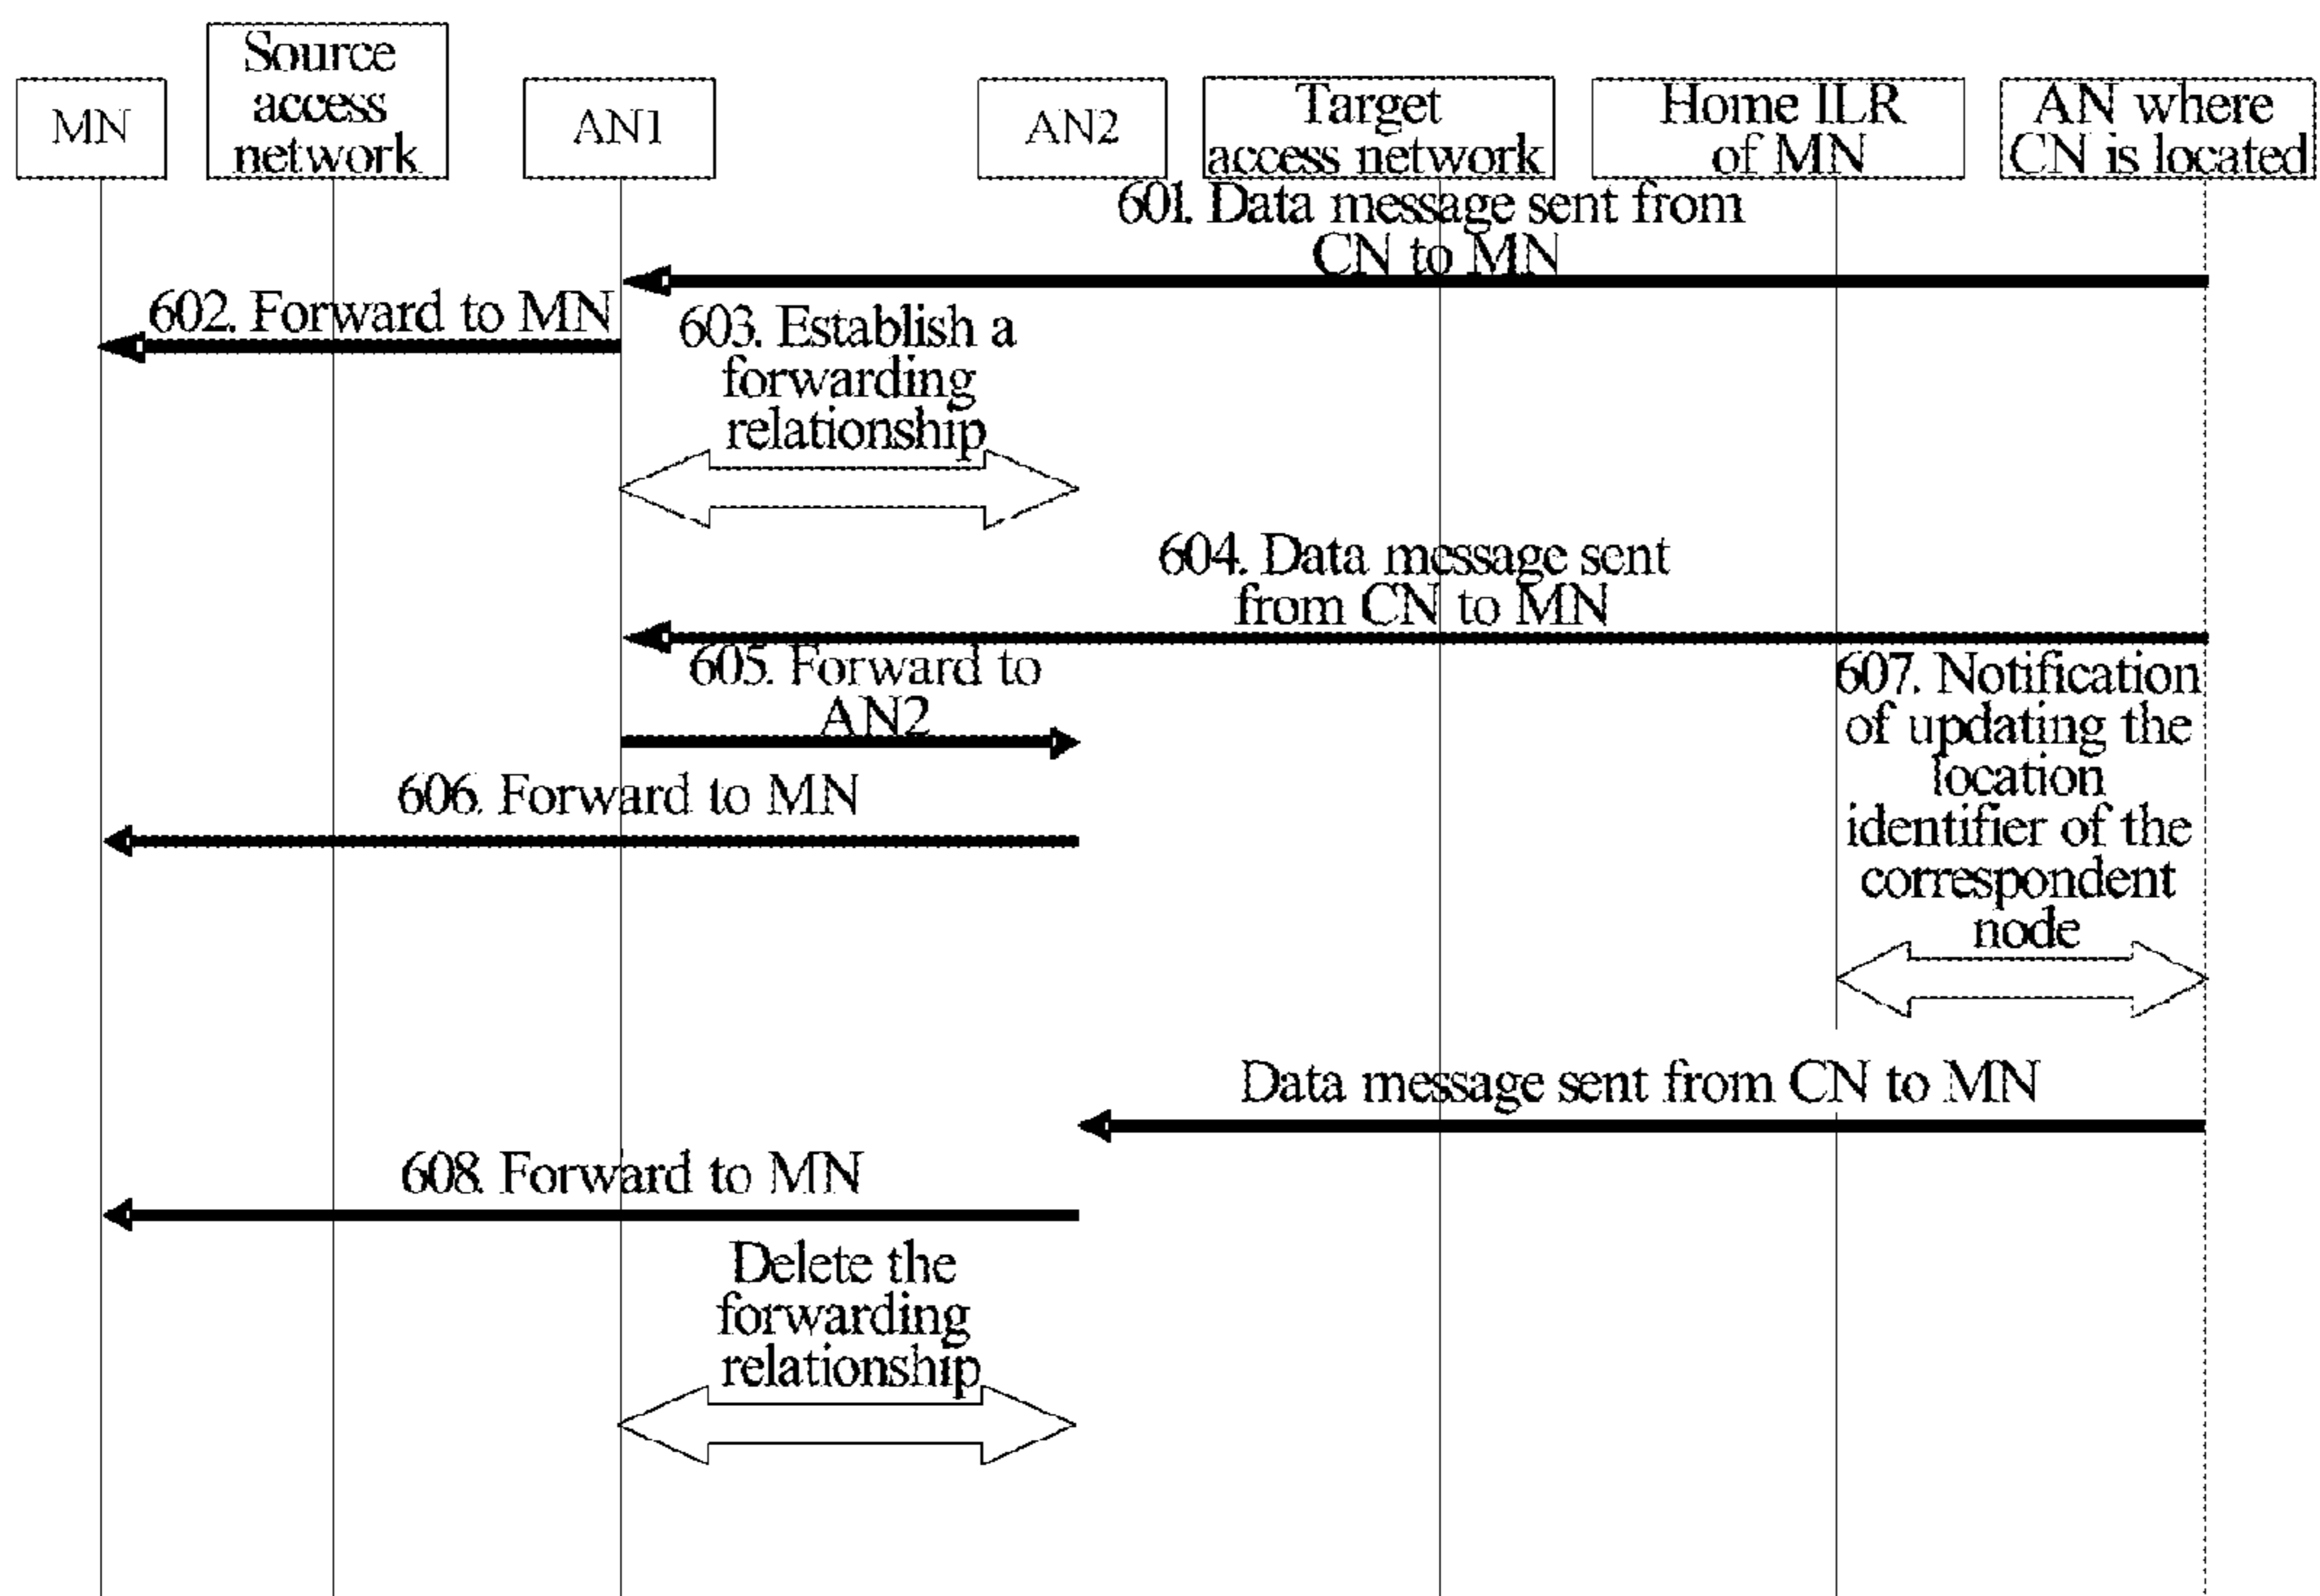 MN
Source
access
network
AN1
AN2
Target
access network
Home ILR
of MN
AN where
CN is located
601. Data message sent from
CN to MN
602. Forward to MN
603. Establish a
forwarding
relationship
604. Data message sent
from CN to MN
605. Forward to
AN2
606. Forward to MN
607. Notification
of updating the
location
identifier of the
correspondent
node
Data message sent from CN to MN
608. Forward to MN
Delete the
forwarding
relationship